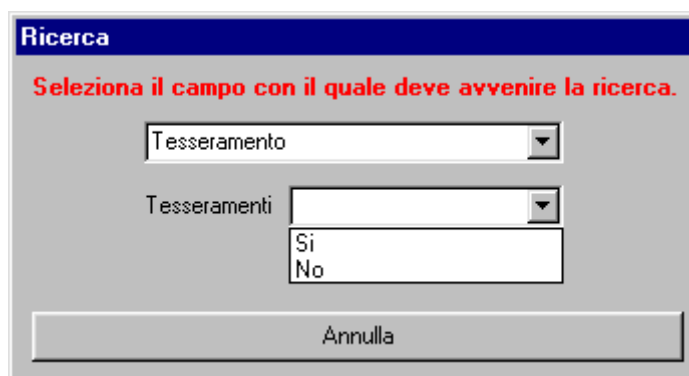 Ricerca
Seleziona il campo con il quale deve avvenire la ricerca.
Tesseramento
Tesseramenti
Si
No
Annulla